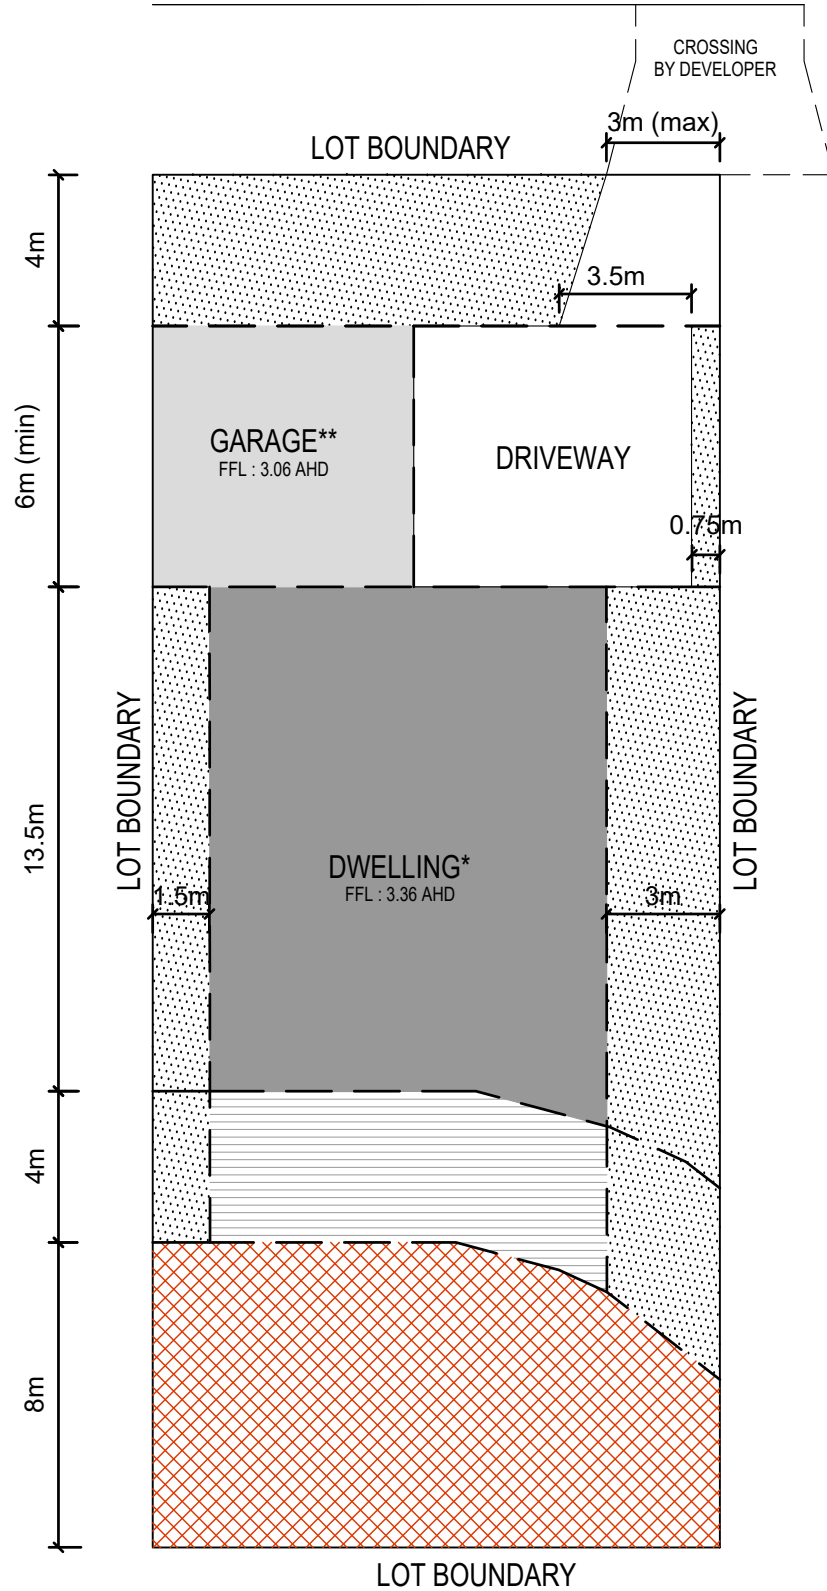 CROSSING
BY DEVELOPER
3m (max)
LOT BOUNDARY
4m
3.5m
6m (min)
GARAGE**
FFL : 3.06 AHD
DRIVEWAY
0.75m
LOT BOUNDARY
LOT BOUNDARY
13.5m
DWELLING*
FFL : 3.36 AHD
1.5m
3m
4m
8m
LOT BOUNDARY